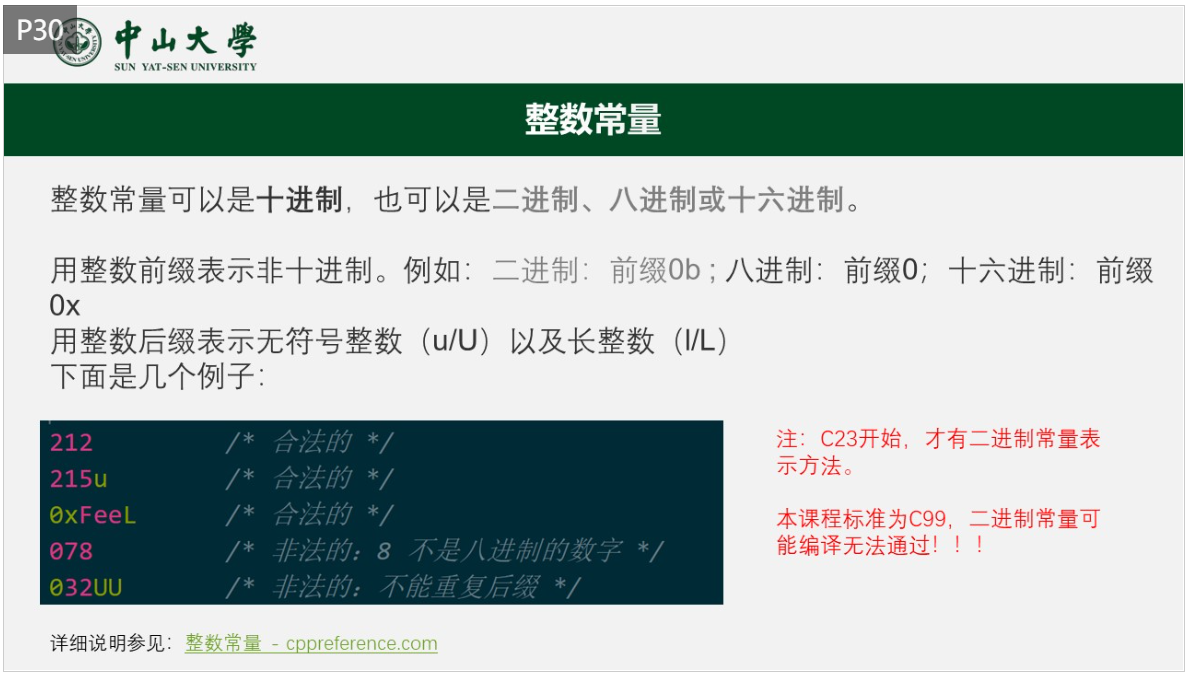 P30
中山大學
SUN YAT-SEN UNIVERSITY
整数常量
整数常量可以是十进制，也可以是二进制、八进制或十六进制。
用整数前缀表示非十进制。例如：二进制：前缀0b ; 八进制：前缀0；十六进制：前缀
0x
用整数后缀表示无符号整数（u/U）以及长整数（l/L）
下面是几个例子：
212 /* 合法的 */
215u /* 合法的 */
0xFeeL /* 合法的 */
078 /* 非法的：8 不是八进制的数字 */
032UU /* 非法的：不能重复后缀 */
注：C23开始，才有二进制常量表
示方法。
本课程标准为C99，二进制常量可
能编译无法通过！！！
详细说明参见：整数常量 - cppreference.com